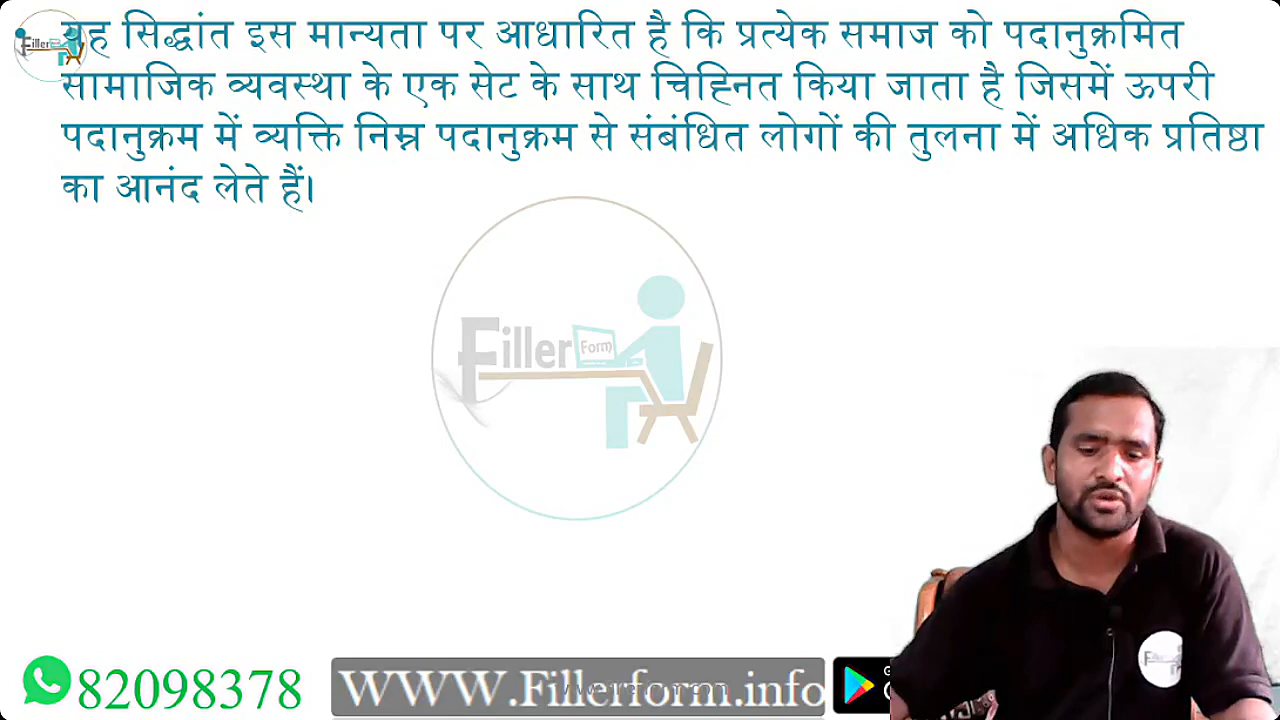 यह सिद्धांत इस मान्यता पर आधारित है कि प्रत्येक समाज को पदानुक्रमित
सामाजिक व्यवस्था के एक सेट के साथ चिह्नित किया जाता है जिसमें ऊपरी
पदानुक्रम में व्यक्ति निम्न पदानुक्रम से संबंधित लोगों की तुलना में अधिक प्रतिष्ठा
का आनंद लेते हैं।
Filler Form
82098378
WWW.Fillerform.info